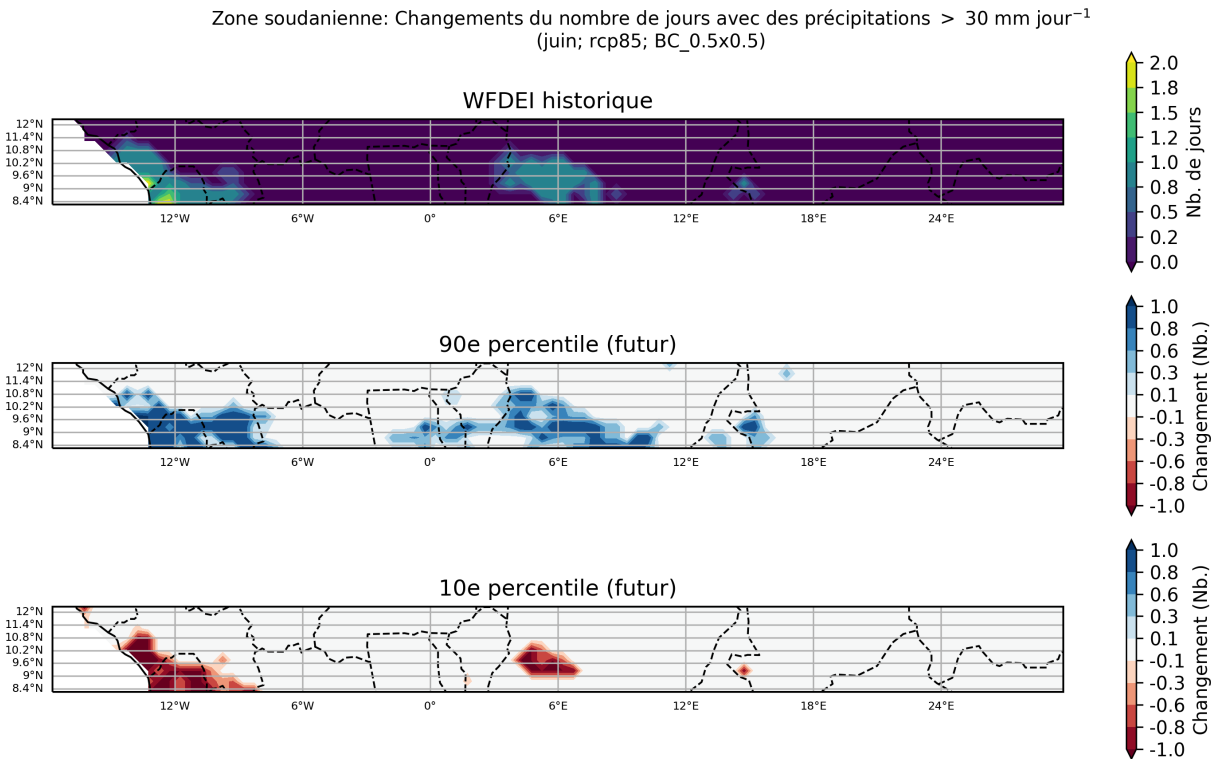 Zone soudanienne: Changements du nombre de jours avec des précipitations > 30 mm jour⁻¹
(juin; rcp85; BC_0.5x0.5)
WFDEI historique
12°N
11.4°N
10.8°N
10.2°N
9.6°N
9°N
8.4°N
12°W 6°W 0° 6°E 12°E 18°E 24°E
2.0
1.8
1.5
1.2
1.0
0.8
0.5
0.2
0.0
Nb. de jours
90e percentile (futur)
12°N
11.4°N
10.8°N
10.2°N
9.6°N
9°N
8.4°N
12°W 6°W 0° 6°E 12°E 18°E 24°E
1.0
0.8
0.6
0.3
0.1
-0.1
-0.3
-0.6
-0.8
-1.0
Changement (Nb.)
10e percentile (futur)
12°N
11.4°N
10.8°N
10.2°N
9.6°N
9°N
8.4°N
12°W 6°W 0° 6°E 12°E 18°E 24°E
1.0
0.8
0.6
0.3
0.1
-0.1
-0.3
-0.6
-0.8
-1.0
Changement (Nb.)